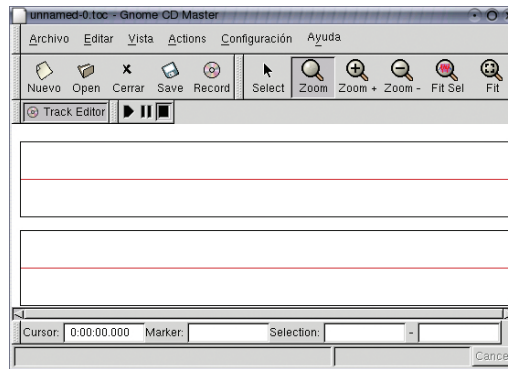 unnamed-0.toc - Gnome CD Master
Archivo Editar Vista Actions Configuración Ayuda
Nuevo Open Cerrar Save Record Select Zoom Zoom + Zoom - Fit Sel Fit
Track Editor
Cursor: 0:00:00.000 Marker: Selection: -
Cance